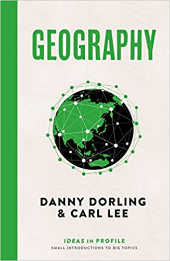 GEOGRAPHY
DANNY DORLING
& CARL LEE
IDEAS IN PROFILE
SMALL INTRODUCTIONS TO BIG TOPICS